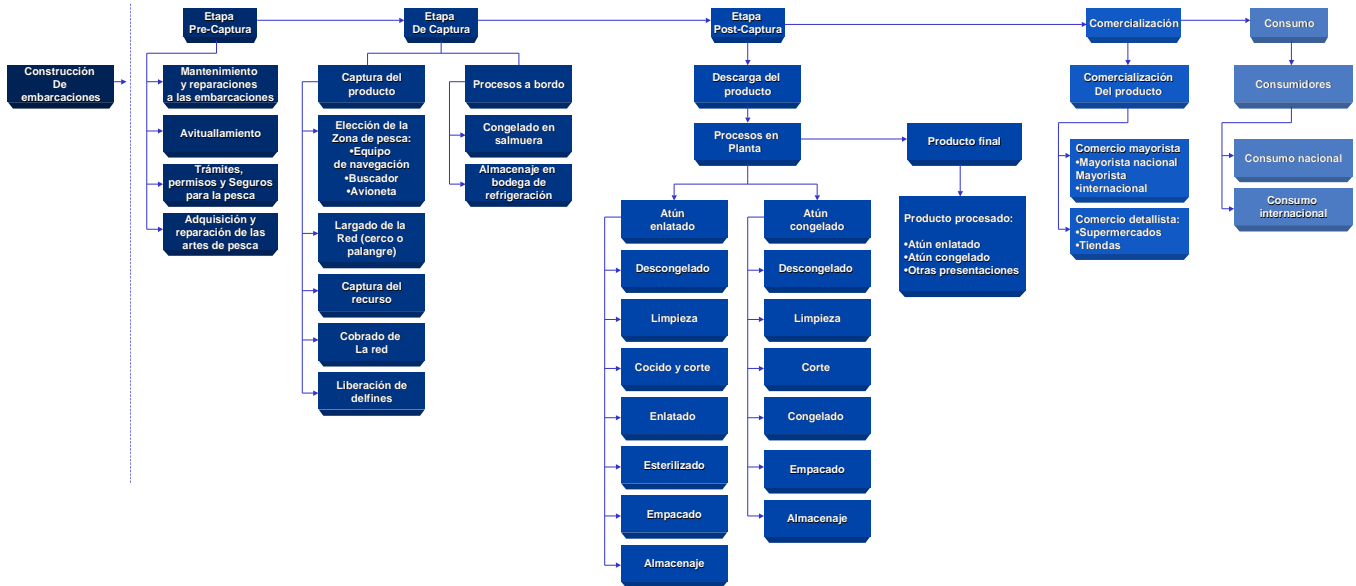 Construcción
De
embarcaciones
Etapa
Pre-Captura
Mantenimiento
y reparaciones
a las embarcaciones
Avituallamiento
Trámites,
permisos y Seguros
para la pesca
Adquisición y
reparación de las
artes de pesca
Etapa
De Captura
Captura del
producto
Elección de la
Zona de pesca:
•Equipo
de navegación
•Buscador
•Avioneta
Largado de la
Red (cerco o
palangre)
Captura del
recurso
Cobrado de
La red
Liberación de
delfines
Procesos a bordo
Congelado en
salmuera
Almacenaje en
bodega de
refrigeración
Etapa
Post-Captura
Descarga del
producto
Procesos en
Planta
Atún
enlatado
Descongelado
Limpieza
Cocido y corte
Enlatado
Esterilizado
Empacado
Almacenaje
Atún
congelado
Descongelado
Limpieza
Corte
Congelado
Empacado
Almacenaje
Producto final
Producto procesado:
•Atún enlatado
•Atún congelado
•Otras presentaciones
Comercialización
Comercialización
Del producto
Comercio mayorista
•Mayorista nacional
Mayorista
•internacional
Comercio detallista:
•Supermercados
•Tiendas
Consumo
Consumidores
Consumo nacional
Consumo
internacional